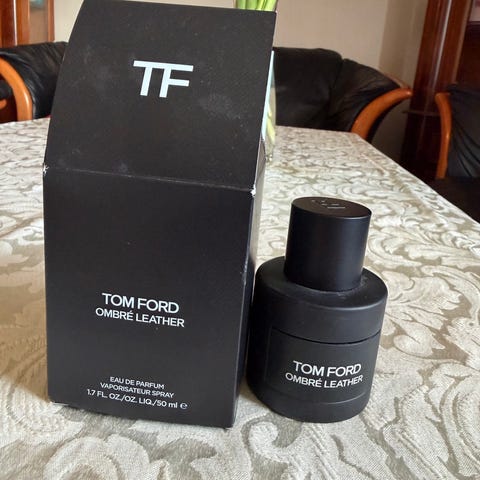 TF
TOM FORD
OMBRÉ LEATHER
EAU DE PARFUM
VAPORISATEUR SPRAY
1.7 FL. OZ./OZ. LIQ./50 ml e
TOM FORD
OMBRÉ LEATHER